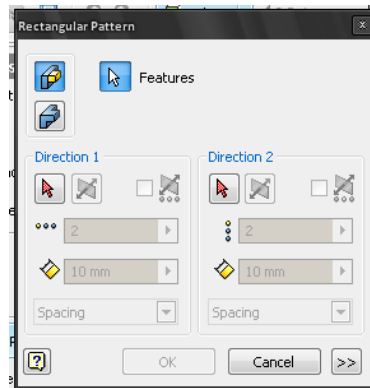 Rectangular Pattern
x
Features
Direction 1
Direction 2
2
2
10 mm
10 mm
Spacing
Spacing
?
OK
Cancel
>>